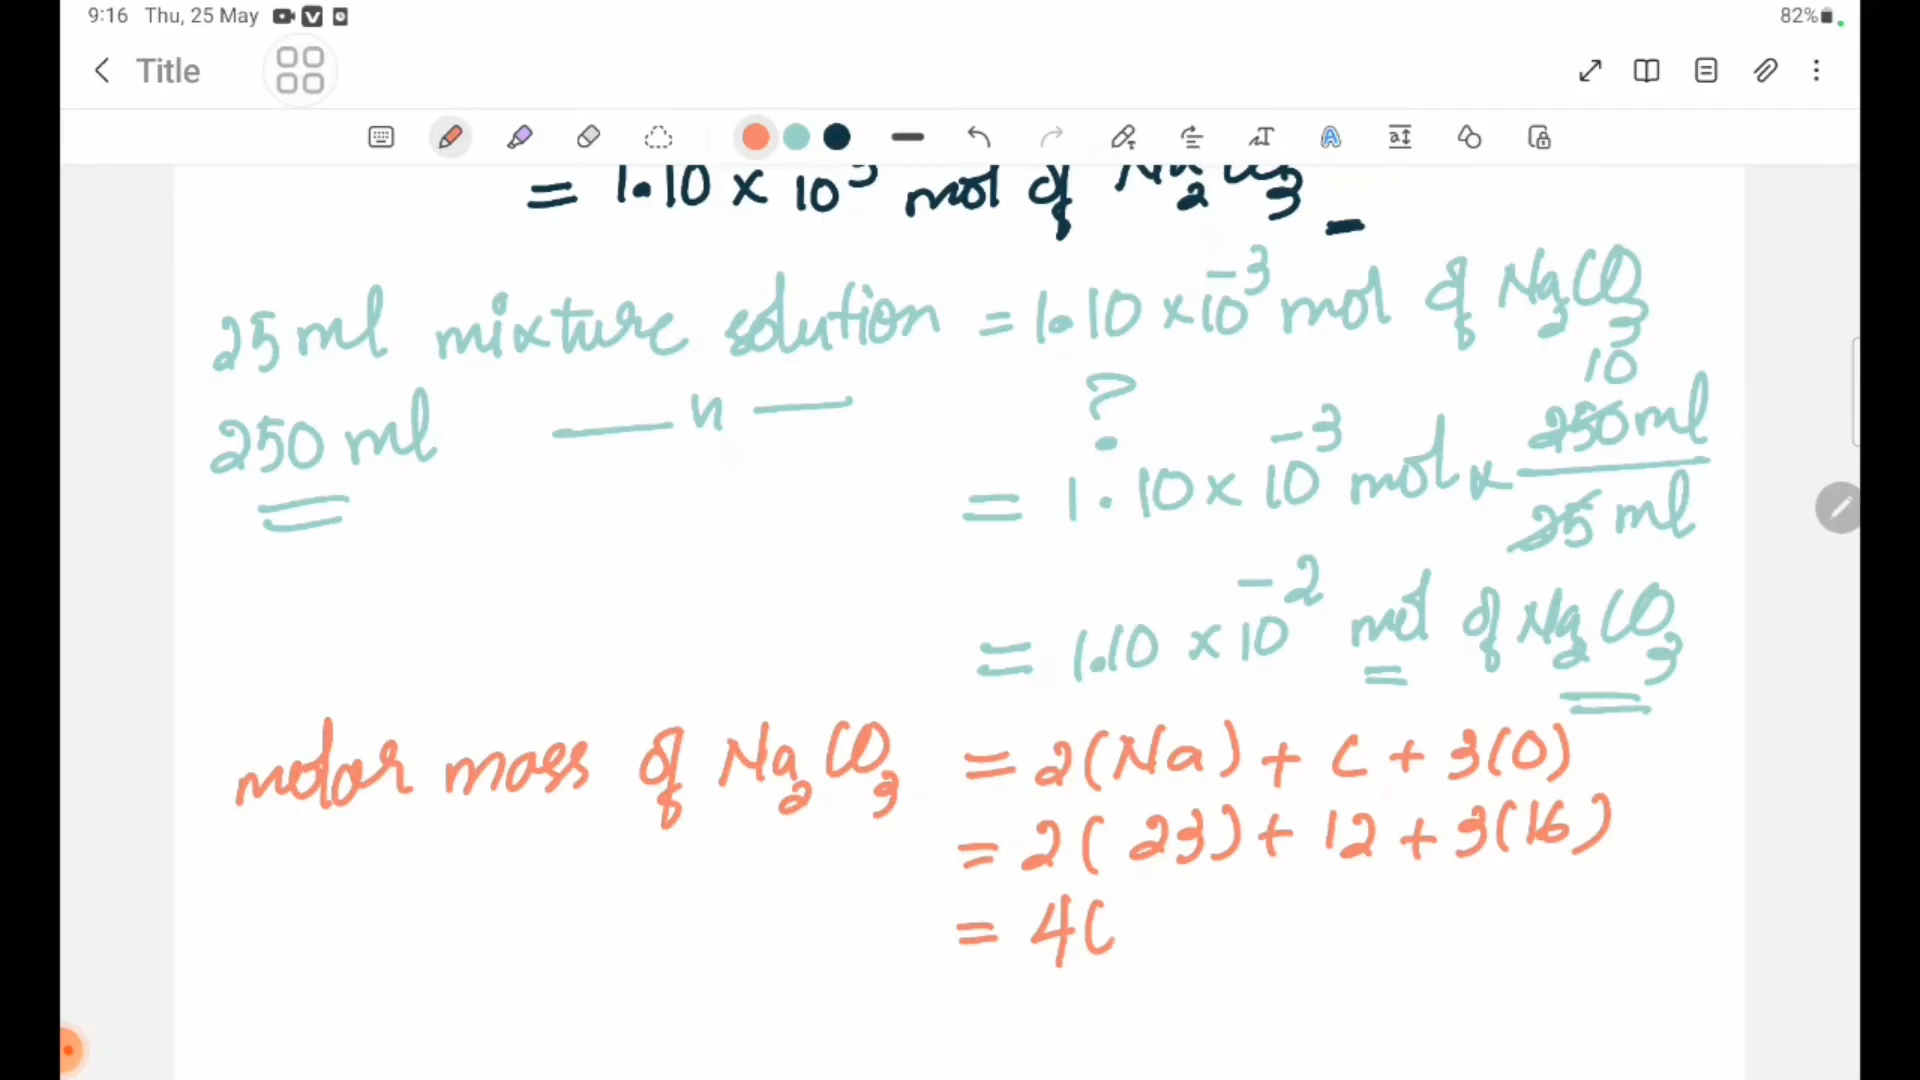 9:16 Thu, 25 May 82%
Title
= 1.10 × 10 3 mol of Na2CO3
25 ml mixture solution = 1.10 × 10^-3 mol of Na2CO3
250 ml —— 〃 —— ?
= 1.10 × 10^-3 mol × 250 ml / 25 ml 10
= 1.10 × 10^-2 mol of Na2CO3
molar mass of Na2CO3 = 2(Na) + C + 3(O)
= 2( 23) + 12 + 3(16)
= 4